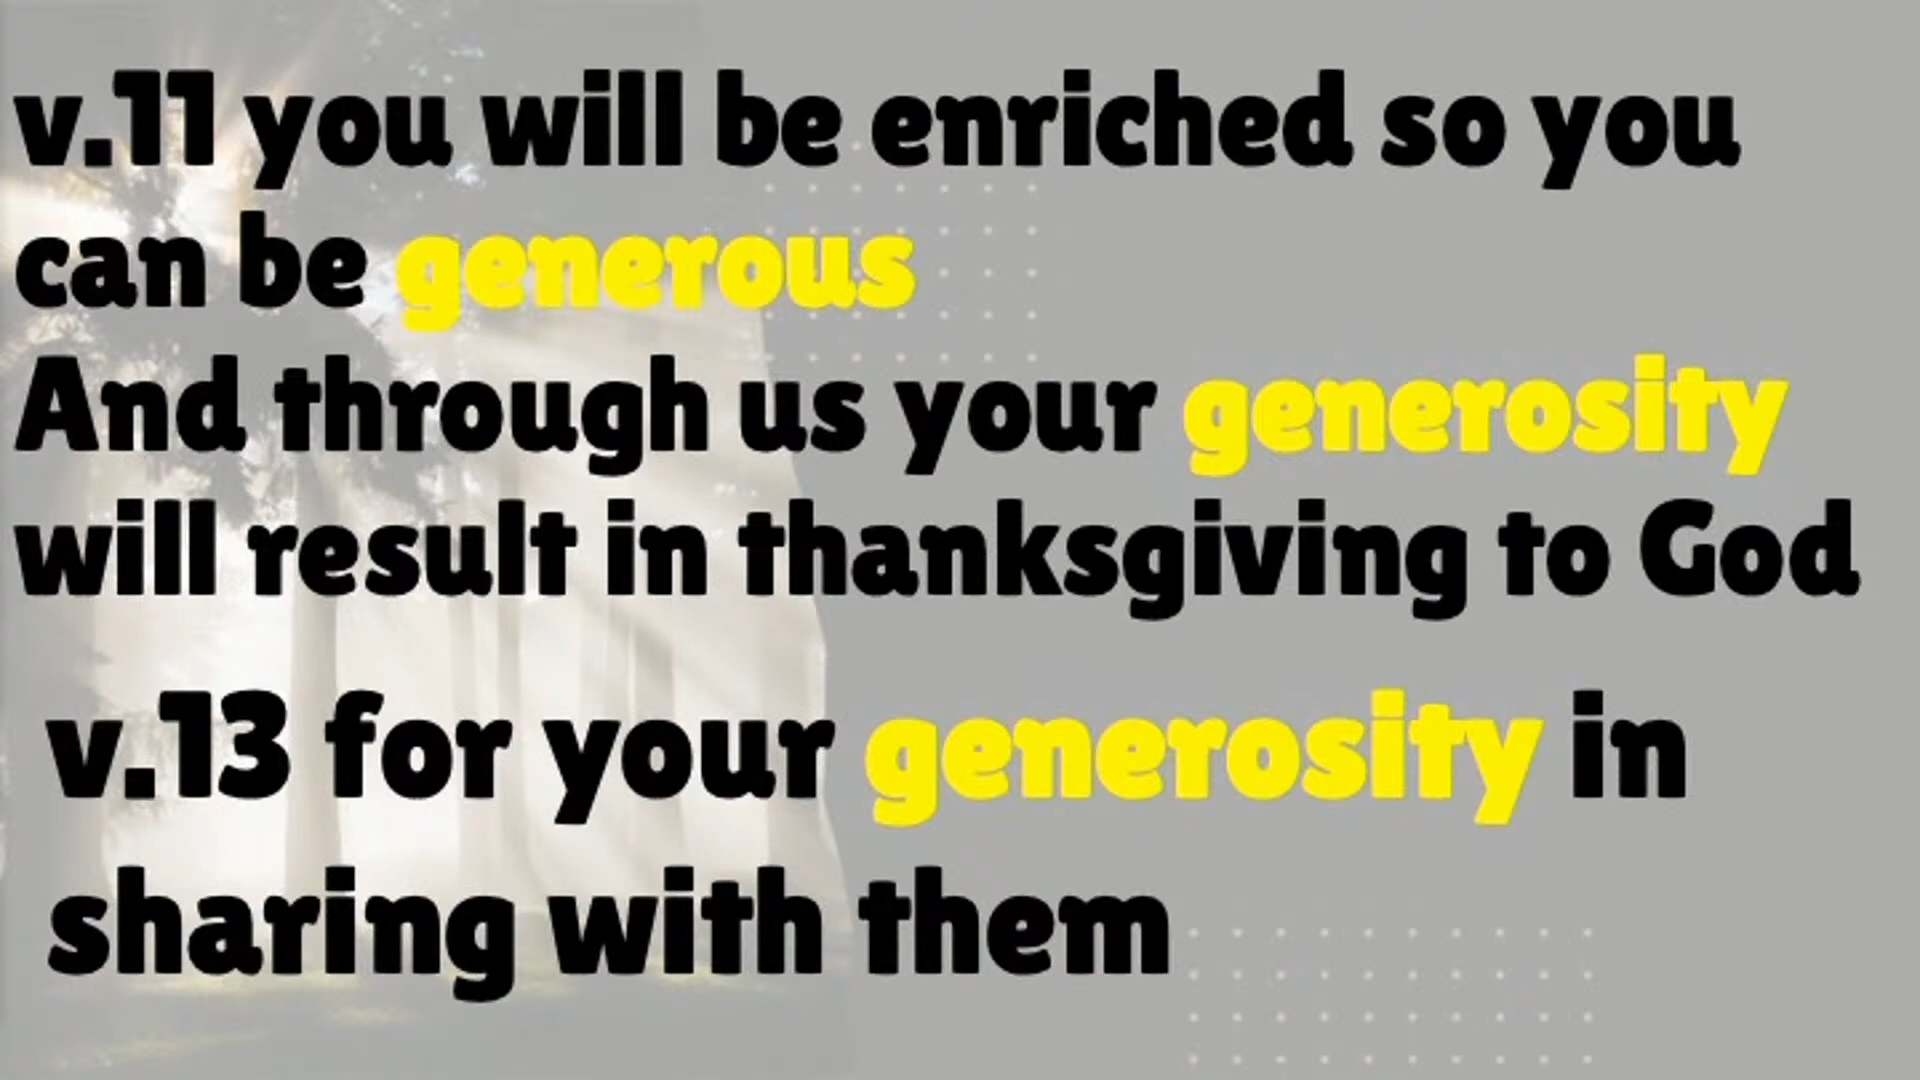 v.11 you will be enriched so you
can be generous
And through us your generosity
will result in thanksgiving to God
v.13 for your generosity in
sharing with them